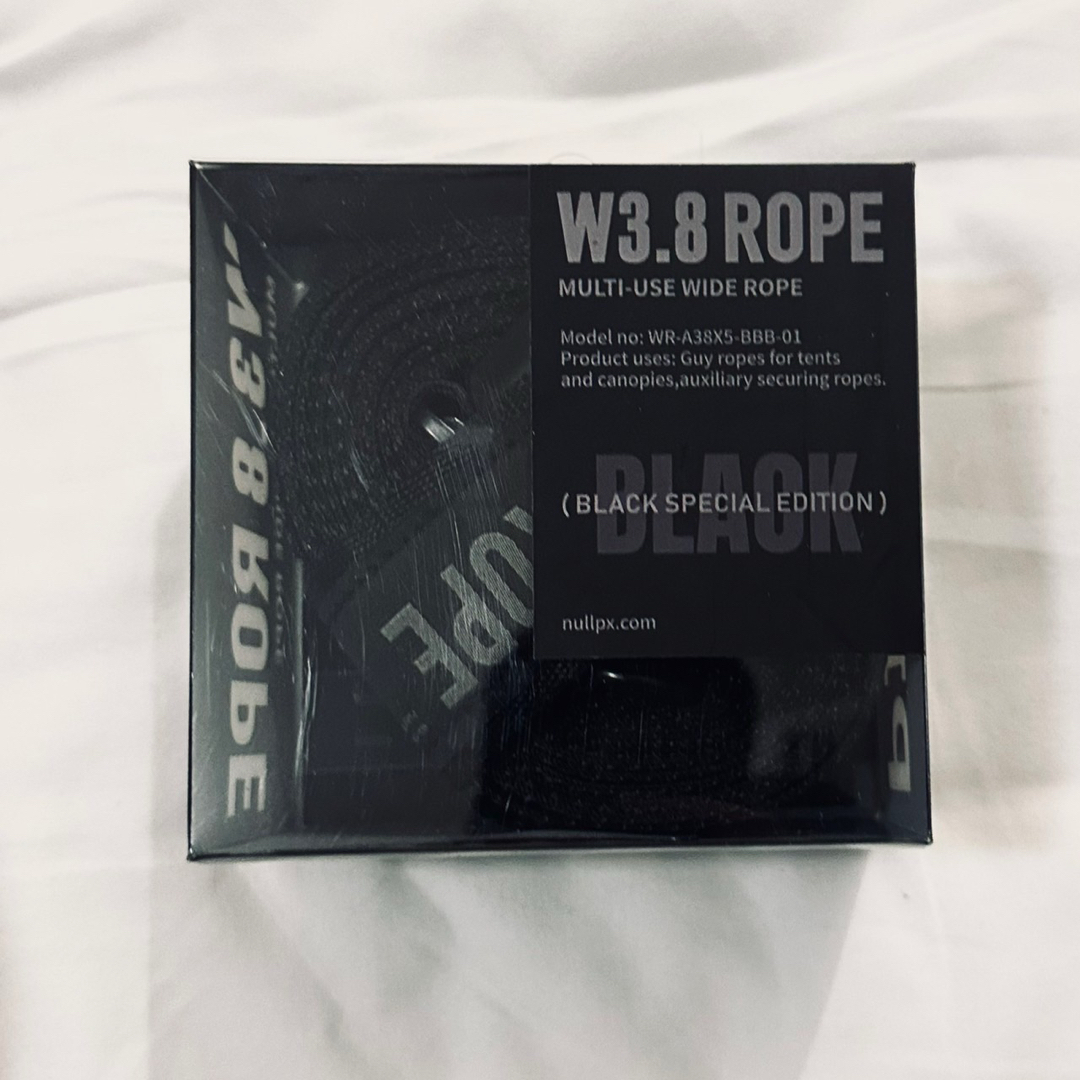 W3.8 ROPE
MULTI-USE WIDE ROPE
Model no: WR-A38X5-BBB-01
Product uses: Guy ropes for tents
and canopies,auxiliary securing ropes.
BLACK
( BLACK SPECIAL EDITION )
nullpx.com
W3.8 ROPE
OPE